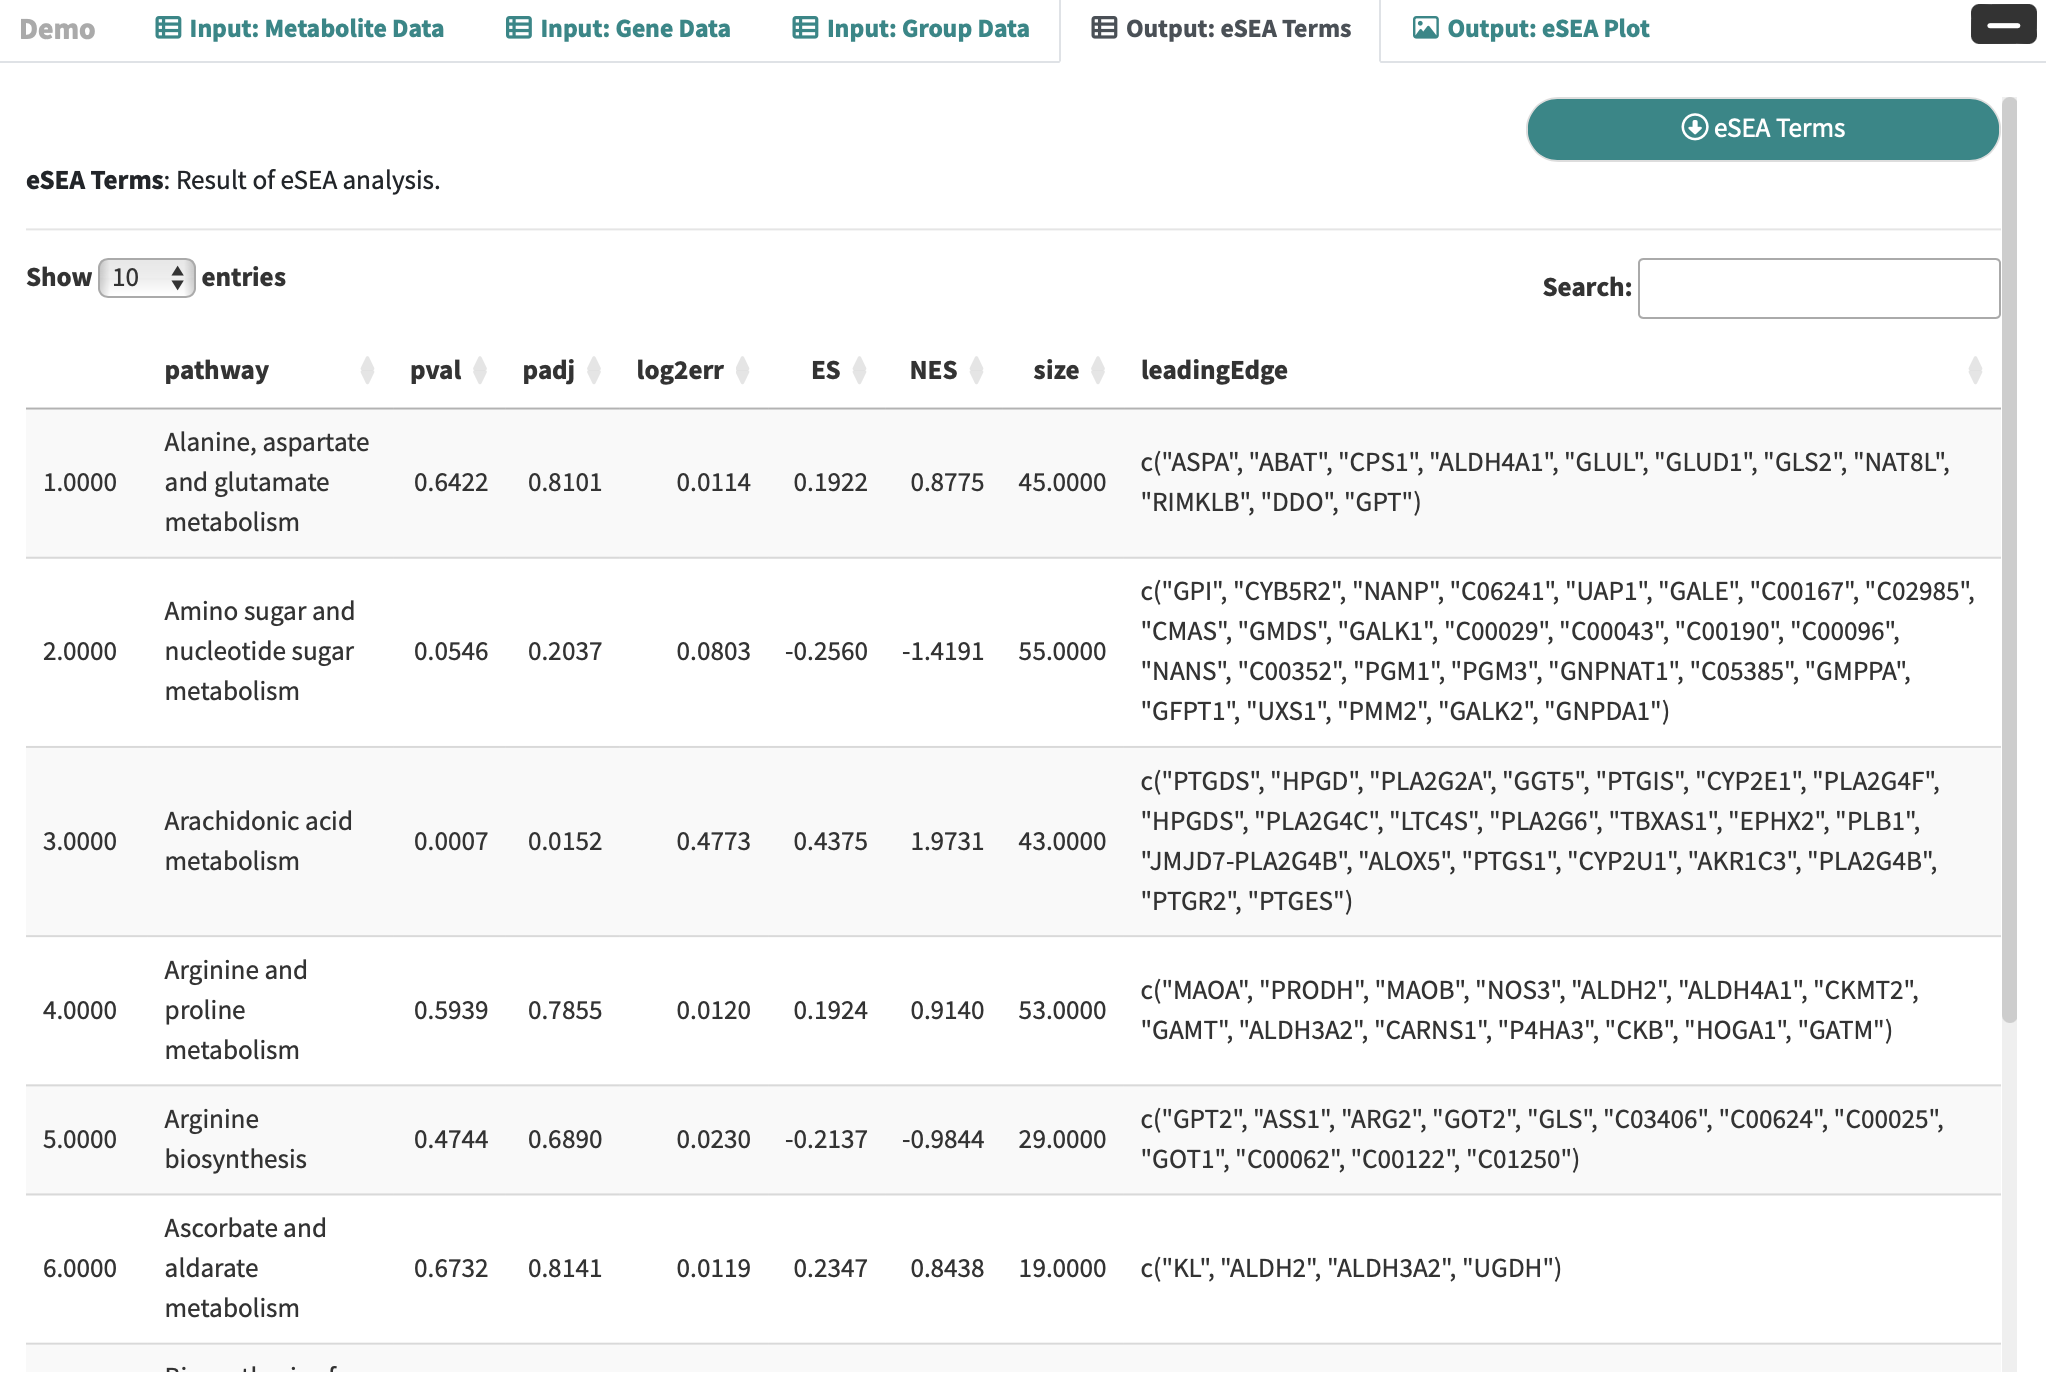 Demo Input: Metabolite Data Input: Gene Data Input: Group Data Output: eSEA Terms Output: eSEA Plot
eSEA Terms
eSEA Terms: Result of eSEA analysis.
Show 10 entries
Search:
pathway pval padj log2err ES NES size leadingEdge
1.0000 Alanine, aspartate
and glutamate
metabolism
0.6422 0.8101 0.0114 0.1922 0.8775 45.0000
c("ASPA", "ABAT", "CPS1", "ALDH4A1", "GLUL", "GLUD1", "GLS2", "NAT8L",
"RIMKLB", "DDO", "GPT")
2.0000 Amino sugar and
nucleotide sugar
metabolism
0.0546 0.2037 0.0803 -0.2560 -1.4191 55.0000
c("GPI", "CYB5R2", "NANP", "C06241", "UAP1", "GALE", "C00167", "C02985",
"CMAS", "GMDS", "GALK1", "C00029", "C00043", "C00190", "C00096",
"NANS", "C00352", "PGM1", "PGM3", "GNPNAT1", "C05385", "GMPPA",
"GFPT1", "UXS1", "PMM2", "GALK2", "GNPDA1")
3.0000 Arachidonic acid
metabolism
0.0007 0.0152 0.4773 0.4375 1.9731 43.0000
c("PTGDS", "HPGD", "PLA2G2A", "GGT5", "PTGIS", "CYP2E1", "PLA2G4F",
"HPGDS", "PLA2G4C", "LTC4S", "PLA2G6", "TBXAS1", "EPHX2", "PLB1",
"JMJD7-PLA2G4B", "ALOX5", "PTGS1", "CYP2U1", "AKR1C3", "PLA2G4B",
"PTGR2", "PTGES")
4.0000 Arginine and
proline
metabolism
0.5939 0.7855 0.0120 0.1924 0.9140 53.0000
c("MAOA", "PRODH", "MAOB", "NOS3", "ALDH2", "ALDH4A1", "CKMT2",
"GAMT", "ALDH3A2", "CARNS1", "P4HA3", "CKB", "HOGA1", "GATM")
5.0000 Arginine
biosynthesis
0.4744 0.6890 0.0230 -0.2137 -0.9844 29.0000
c("GPT2", "ASS1", "ARG2", "GOT2", "GLS", "C03406", "C00624", "C00025",
"GOT1", "C00062", "C00122", "C01250")
6.0000 Ascorbate and
aldarate
metabolism
0.6732 0.8141 0.0119 0.2347 0.8438 19.0000
c("KL", "ALDH2", "ALDH3A2", "UGDH")